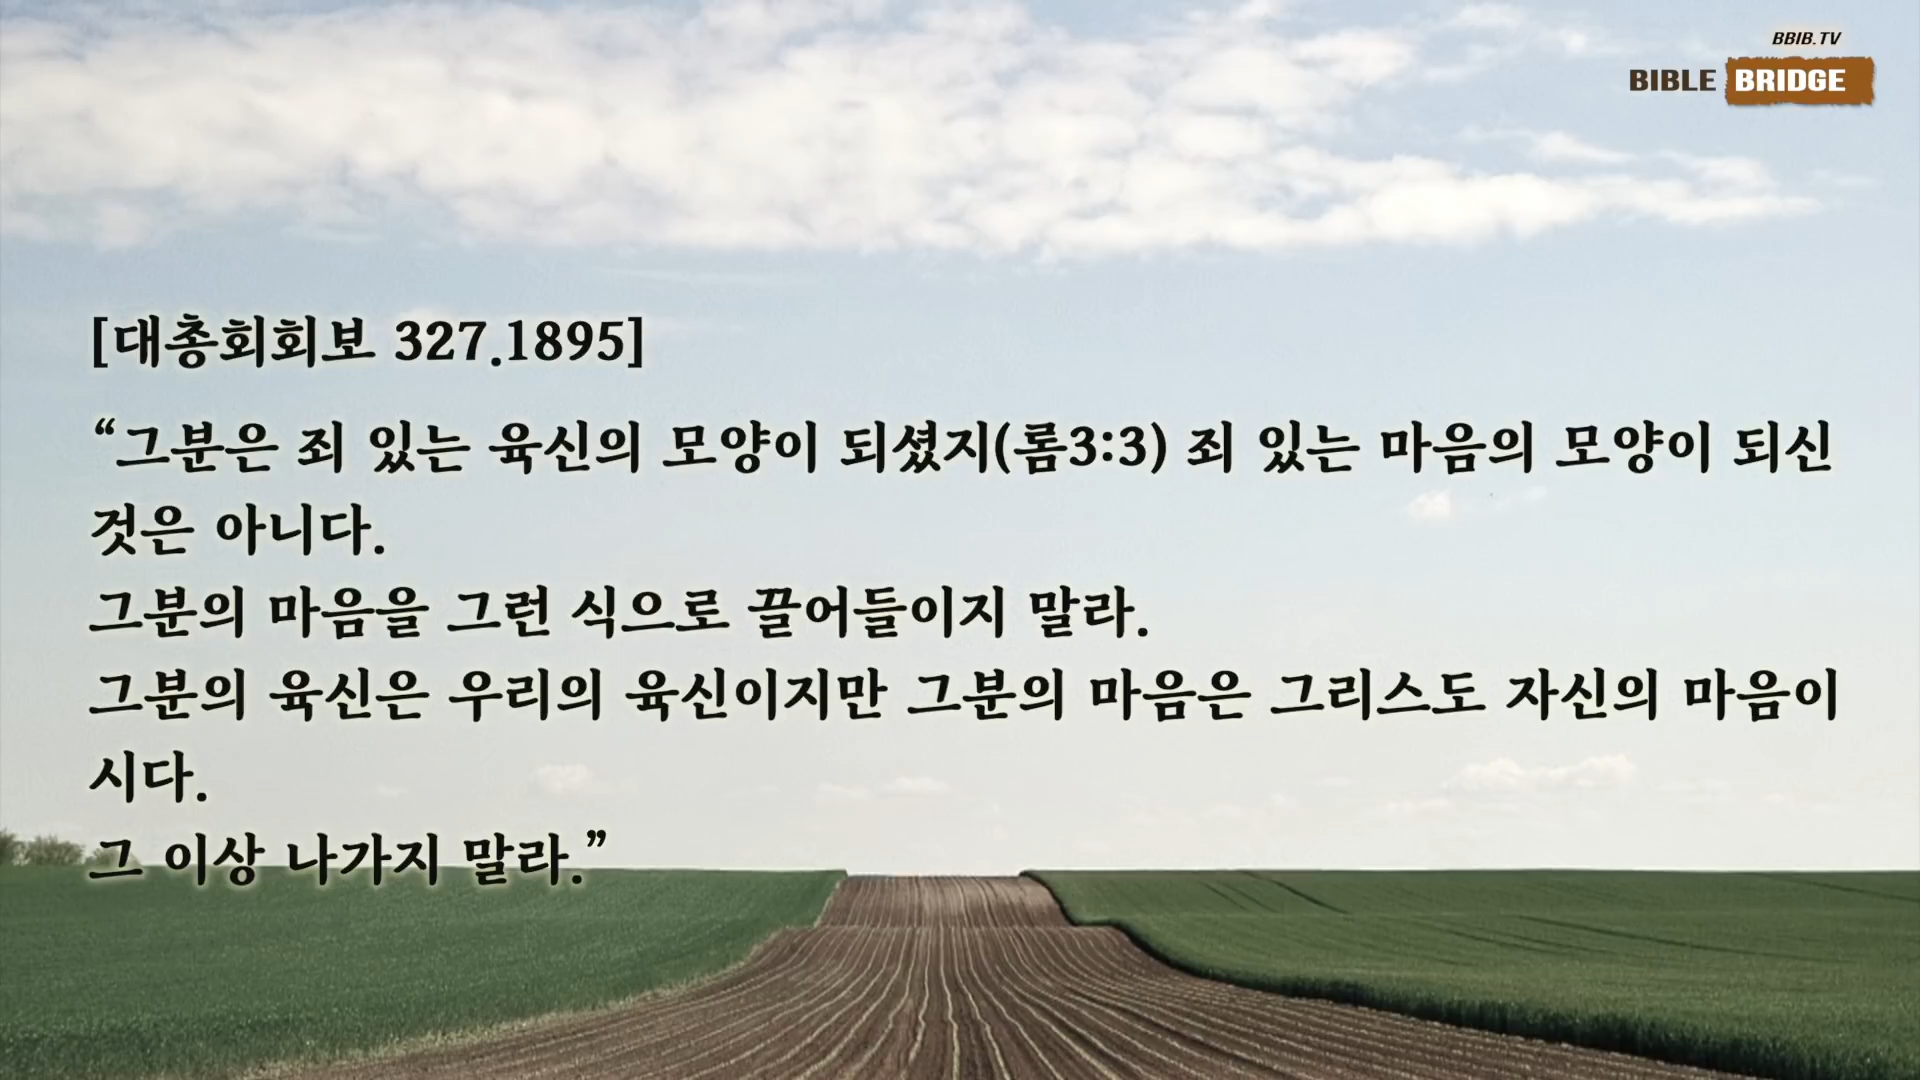 BBIB.TV
BIBLE BRIDGE
[대총회회보 327.1895]
“그분은 죄 있는 육신의 모양이 되셨지(롬3:3) 죄 있는 마음의 모양이 되신
것은 아니다.
그분의 마음을 그런 식으로 끌어들이지 말라.
그분의 육신은 우리의 육신이지만 그분의 마음은 그리스도 자신의 마음이
시다.
그 이상 나가지 말라.”